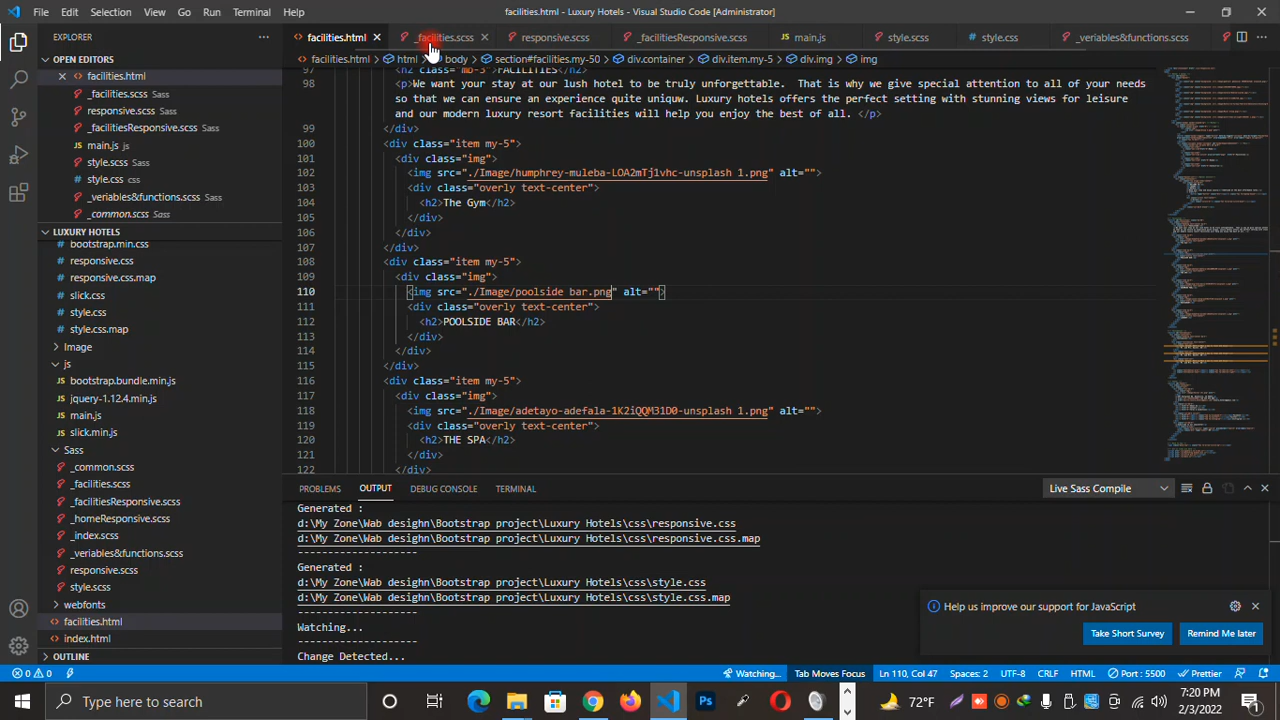 File Edit Selection View Go Run Terminal Help facilities.html - Luxury Hotels - Visual Studio Code [Administrator]
EXPLORER facilities.html _facilities.scss responsive.scss _facilitiesResponsive.scss main.js style.scss style.css _veriables&functions.scss
OPEN EDITORS facilities.html > html > body > section#facilities.my-50 > div.container > div.item.my-5 > div.img > img
facilities.html
_facilities.scss Sass
responsive.scss Sass
_facilitiesResponsive.scss Sass
main.js js
style.scss Sass
style.css css
_veriables&functions.scss Sass
_common.scss Sass
LUXURY HOTELS
bootstrap.min.css
responsive.css
responsive.css.map
slick.css
style.css
style.css.map
Image
js
bootstrap.bundle.min.js
jquery-1.12.4.min.js
main.js
slick.min.js
Sass
_common.scss
_facilities.scss
_facilitiesResponsive.scss
_homeResponsive.scss
_index.scss
_veriables&functions.scss
responsive.scss
style.scss
webfonts
facilities.html
index.html
OUTLINE
97 <h2 class="mb-3">FACILITIES</h2>
98 <p>We want your stay at our lush hotel to be truly unforgettable. That is why we give special attention to all of your needs
so that we can ensure an experience quite uniquw. Luxury hotels offers the perfect setting with stunning views for leisure
and our modern luxury resort facilities will help you enjoy the best of all. </p>
99 </div>
100 <div class="item my-5">
101 <div class="img">
102 <img src="./Image/humphrey-muleba-LOA2mTj1vhc-unsplash 1.png" alt="">
103 <div class="overly text-center">
104 <h2>The Gym</h2>
105 </div>
106 </div>
107 </div>
108 <div class="item my-5">
109 <div class="img">
110 <img src="./Image/poolside bar.png" alt="">
111 <div class="overly text-center">
112 <h2>POOLSIDE BAR</h2>
113 </div>
114 </div>
115 </div>
116 <div class="item my-5">
117 <div class="img">
118 <img src="./Image/adetayo-adefala-1K2iQQM31D0-unsplash 1.png" alt="">
119 <div class="overly text-center">
120 <h2>THE SPA</h2>
121 </div>
122 </div>
PROBLEMS OUTPUT DEBUG CONSOLE TERMINAL Live Sass Compile
Generated :
d:\My Zone\Wab desighn\Bootstrap project\Luxury Hotels\css\responsive.css
d:\My Zone\Wab desighn\Bootstrap project\Luxury Hotels\css\responsive.css.map
--------------------
Generated :
d:\My Zone\Wab desighn\Bootstrap project\Luxury Hotels\css\style.css
d:\My Zone\Wab desighn\Bootstrap project\Luxury Hotels\css\style.css.map
--------------------
Watching...
--------------------
Change Detected...
Help us improve our support for JavaScript
Take Short Survey Remind Me later
0 0 Watching... Tab Moves Focus Ln 110, Col 47 Spaces: 2 UTF-8 CRLF HTML Port : 5500 Prettier
Type here to search Ps 72°F 7:20 PM
2/3/2022 1